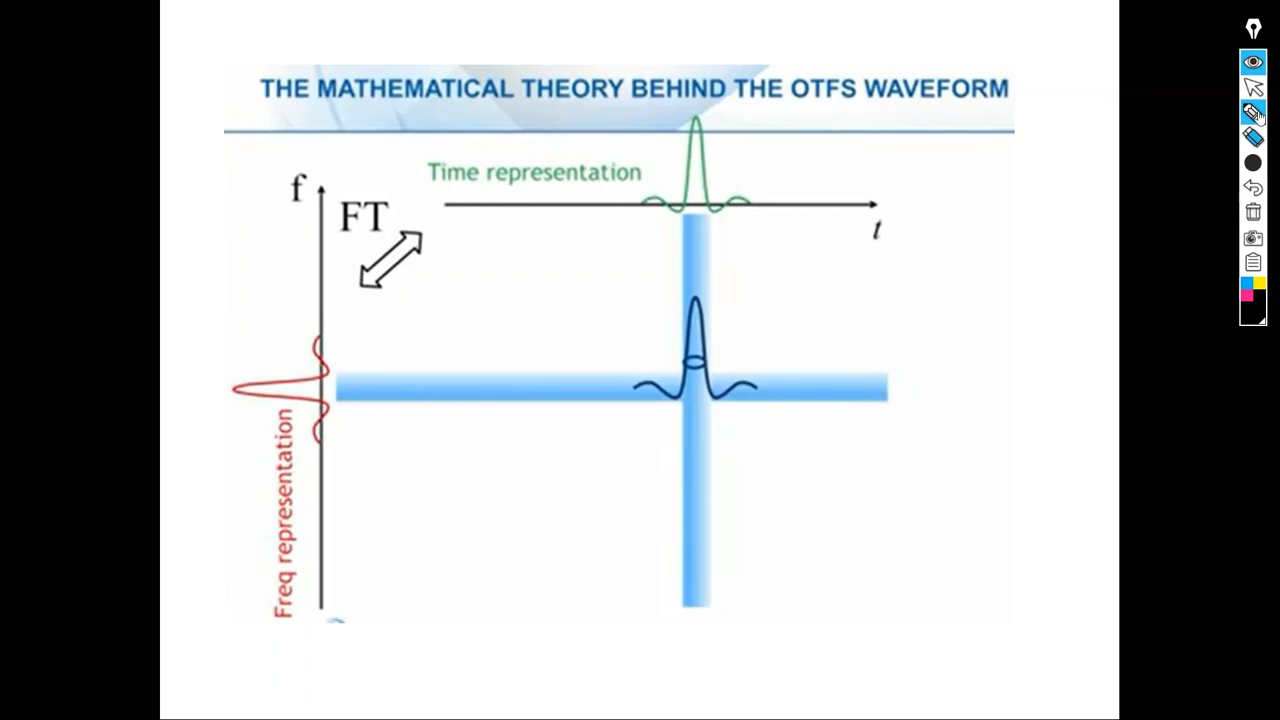 THE MATHEMATICAL THEORY BEHIND THE OTFS WAVEFORM
Time representation
f
FT
t
Freq representation